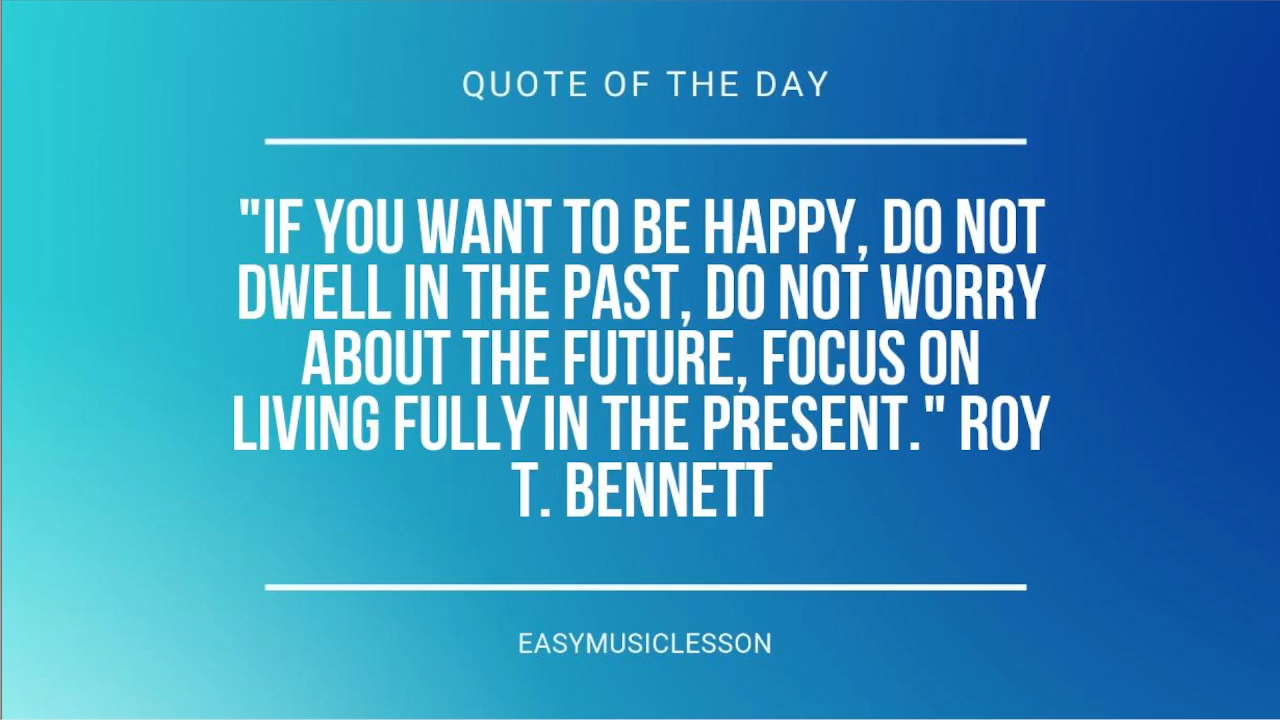 QUOTE OF THE DAY
"IF YOU WANT TO BE HAPPY, DO NOT
DWELL IN THE PAST, DO NOT WORRY
ABOUT THE FUTURE, FOCUS ON
LIVING FULLY IN THE PRESENT." ROY
T. BENNETT
EASYMUSICLESSON